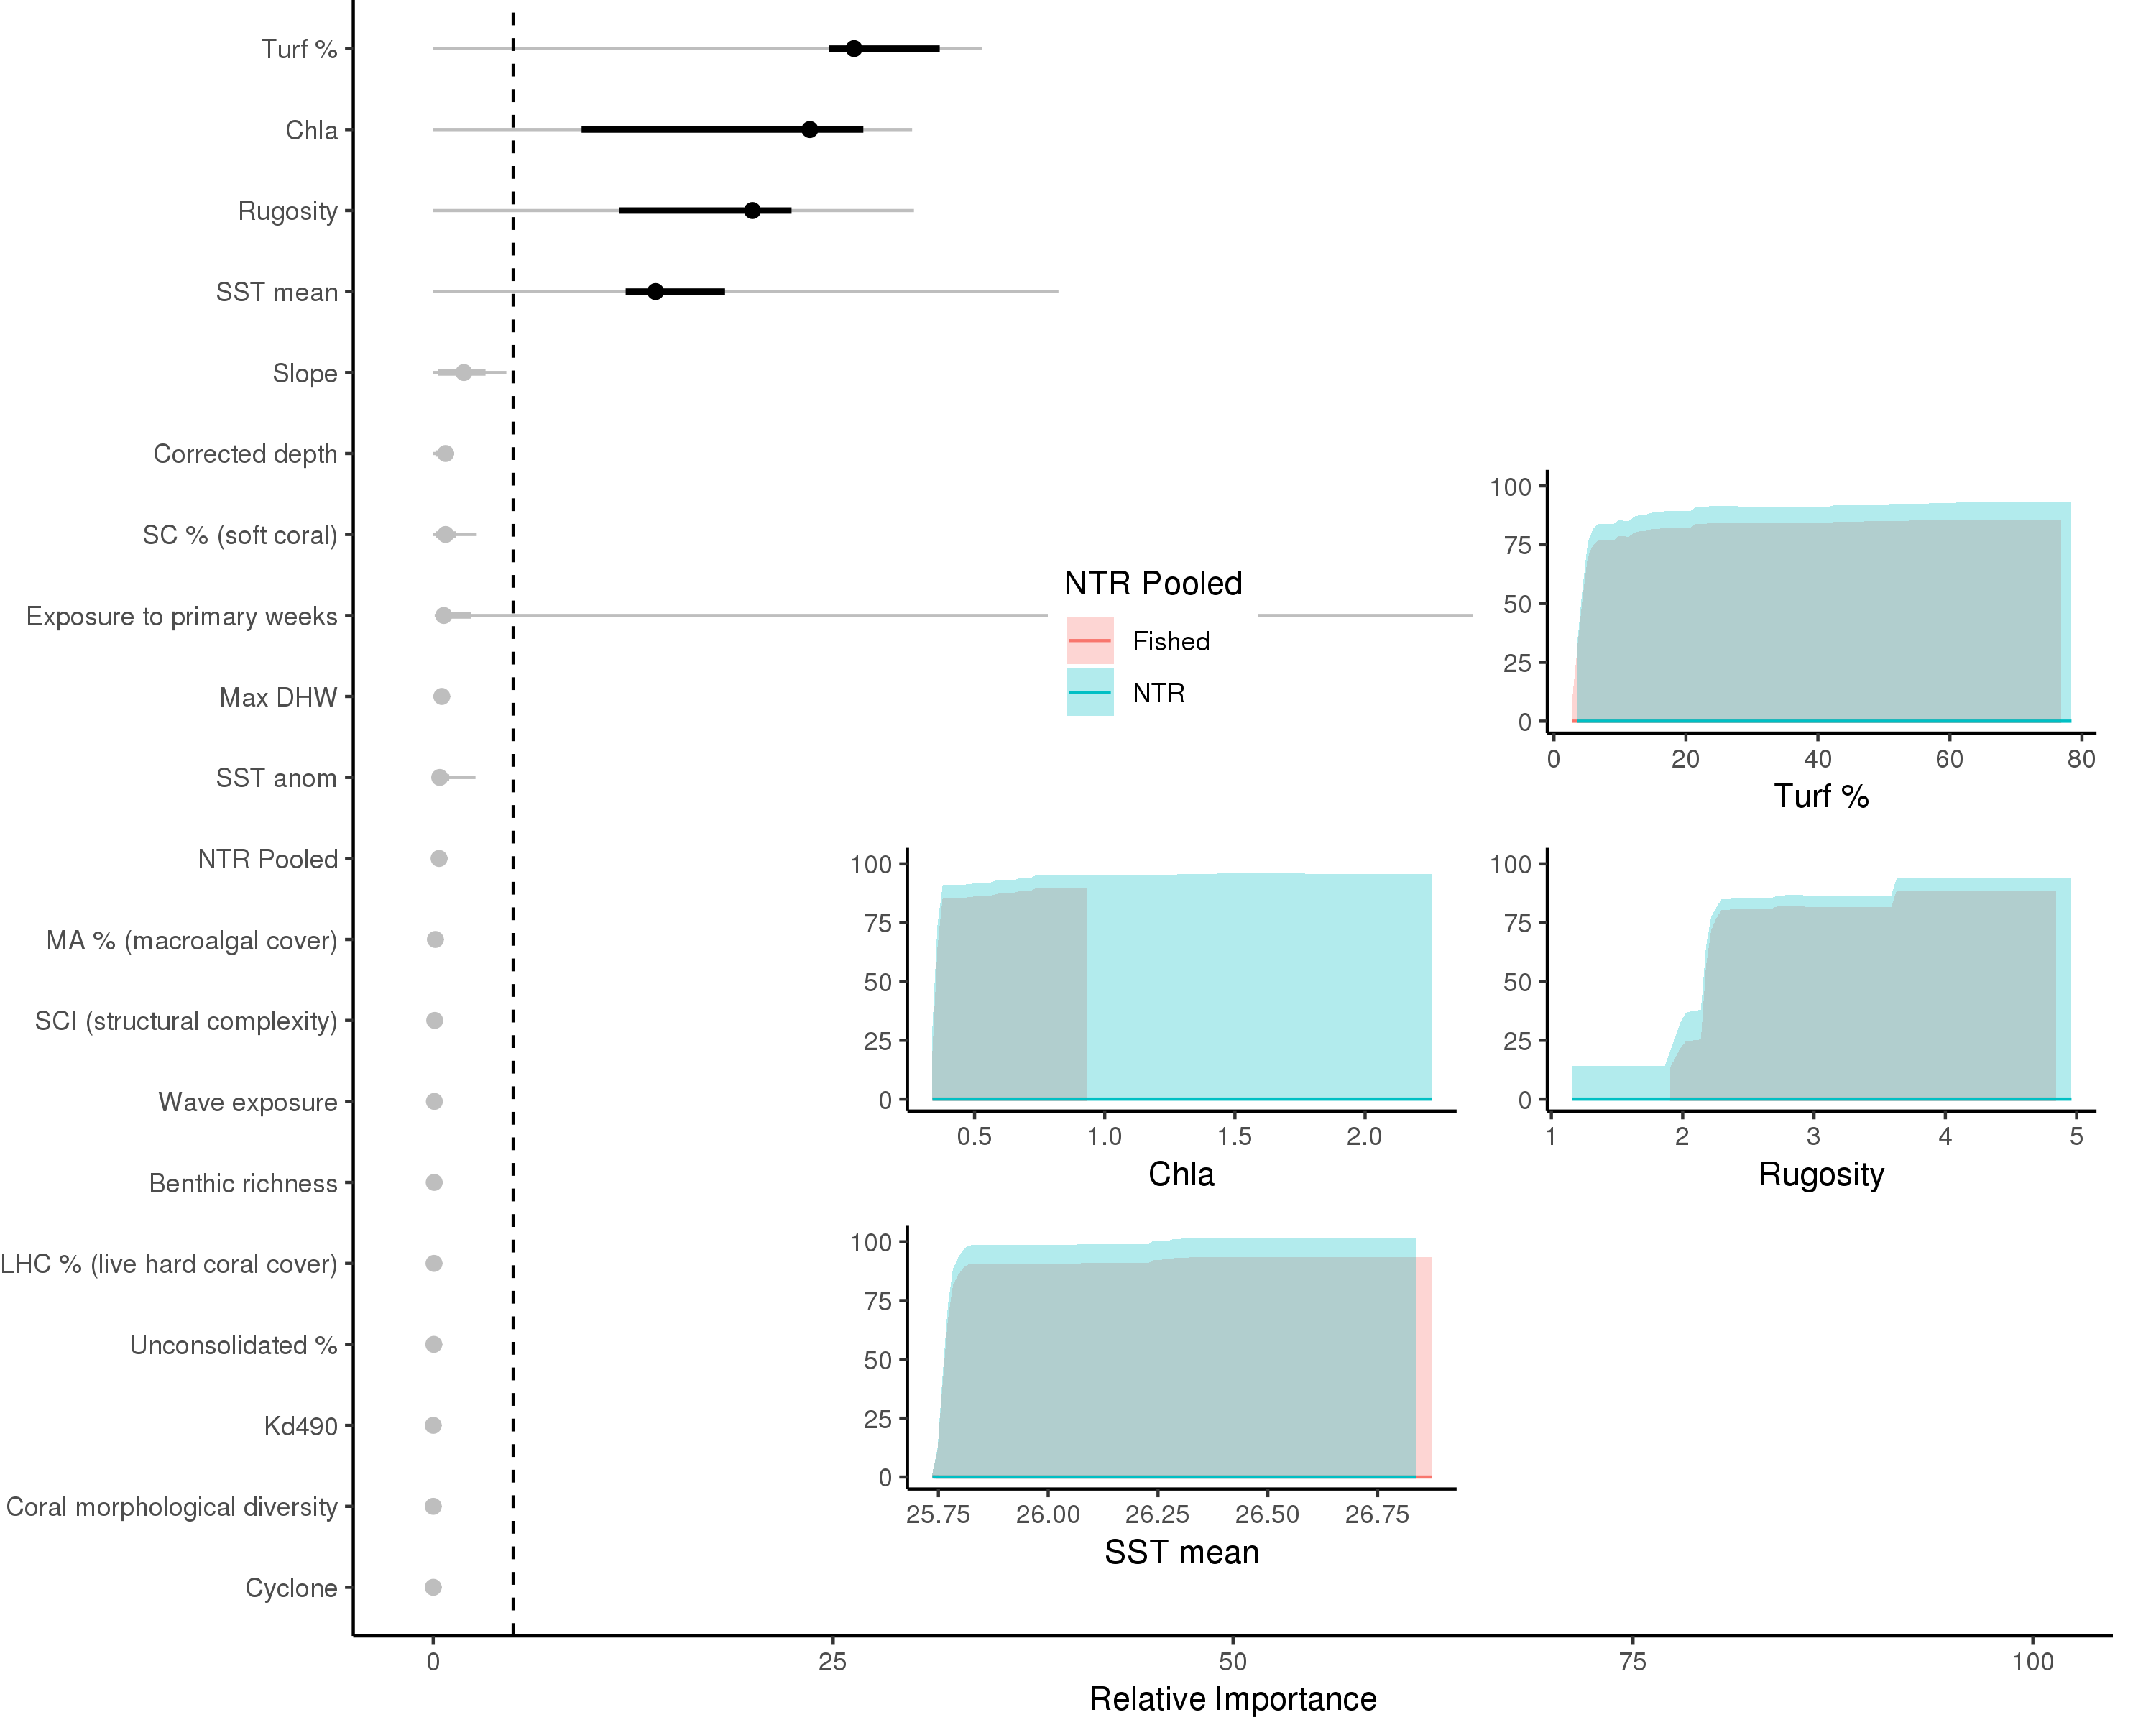 Turf %
Chla
Rugosity
SST mean
Slope
Corrected depth
SC % (soft coral)
Exposure to primary weeks
Max DHW
SST anom
NTR Pooled
MA % (macroalgal cover)
SCI (structural complexity)
Wave exposure
Benthic richness
LHC % (live hard coral cover)
Unconsolidated %
Kd490
Coral morphological diversity
Cyclone
0 25 50 75 100
Relative Importance
NTR Pooled
Fished
NTR
100
75
50
25
0
0 20 40 60 80
Turf %
100
75
50
25
0
0.5 1.0 1.5 2.0
Chla
100
75
50
25
0
1 2 3 4 5
Rugosity
100
75
50
25
0
25.75 26.00 26.25 26.50 26.75
SST mean